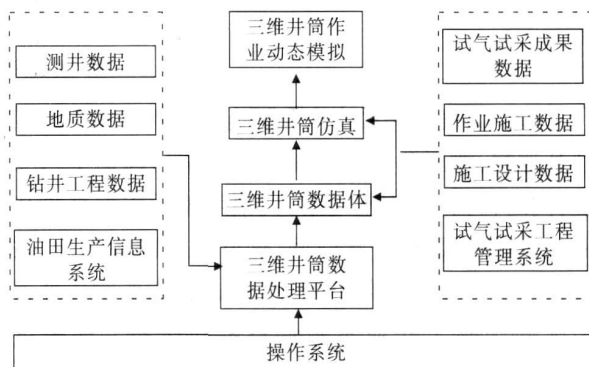 测井数据
地质数据
钻井工程数据
油田生产信息
系统
三维井筒作
业动态模拟
三维井筒仿真
三维井筒数据体
三维井筒数
据处理平台
试气试采成果
数据
作业施工数据
施工设计数据
试气试采工程
管理系统
操作系统